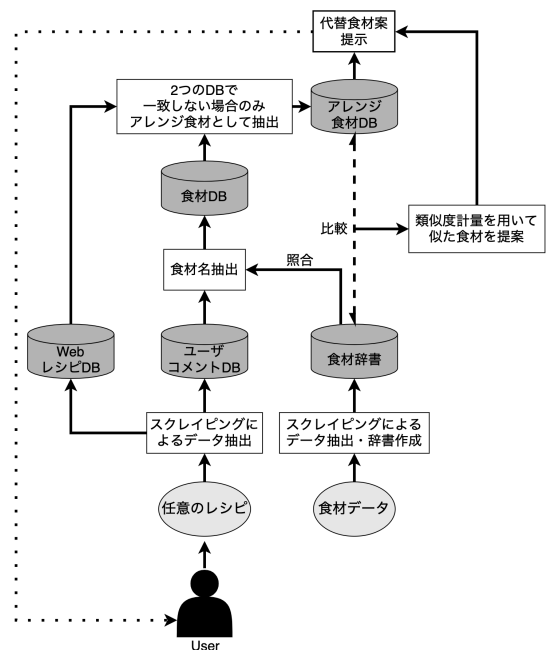 代替食材案
提示
2つのDBで
一致しない場合のみ
アレンジ食材として抽出
アレンジ
食材DB
食材DB
比較
類似度計量を用いて
似た食材を提案
食材名抽出
照合
Web
レシピDB
ユーザ
コメントDB
食材辞書
スクレイピングに
よるデータ抽出
スクレイピングによる
データ抽出・辞書作成
任意のレシピ
食材データ
User